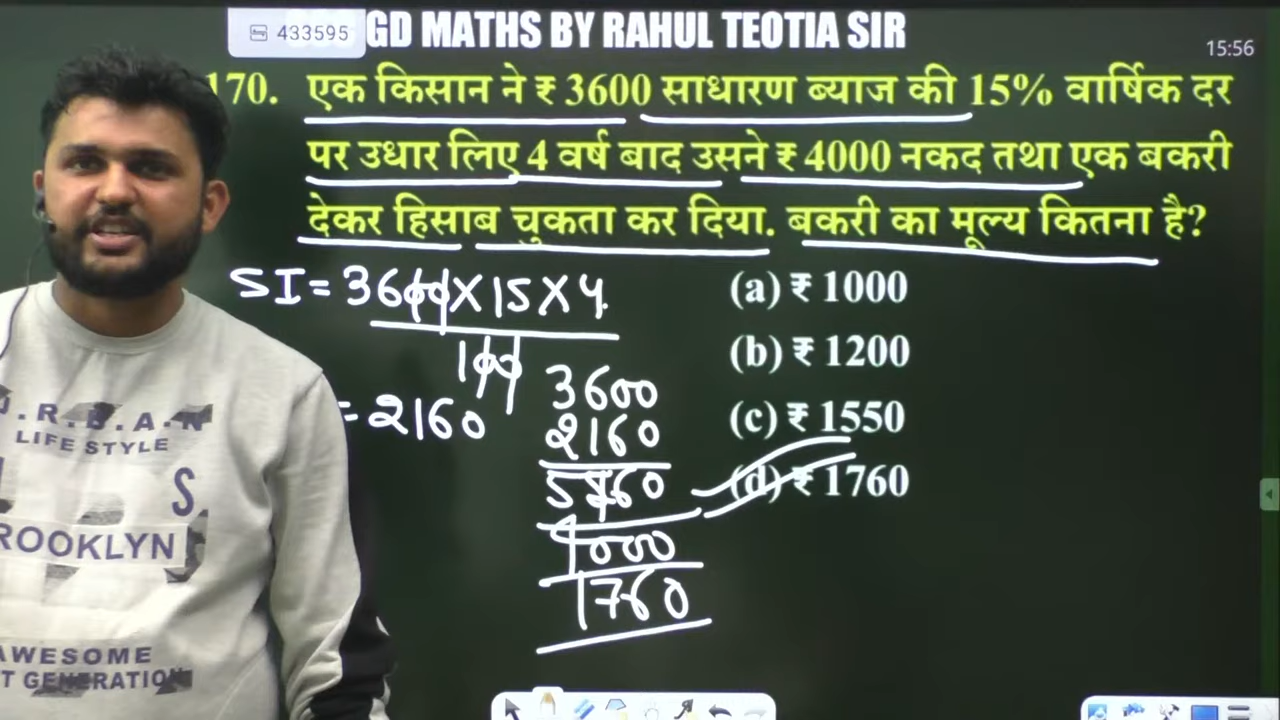 433595
GD MATHS BY RAHUL TEOTIA SIR
15:56
170. एक किसान ने ₹ 3600 साधारण ब्याज की 15% वार्षिक दर
पर उधार लिए 4 वर्ष बाद उसने ₹ 4000 नकद तथा एक बकरी
देकर हिसाब चुकता कर दिया. बकरी का मूल्य कितना है?
(a) ₹ 1000
(b) ₹ 1200
(c) ₹ 1550
(d) ₹ 1760
SI = 3600 X 15 X 4
100
= 2160
3600
2160
5760
4000
1760
LIFE STYLE
S
ROOKLYN
AWESOME
T GENERATION